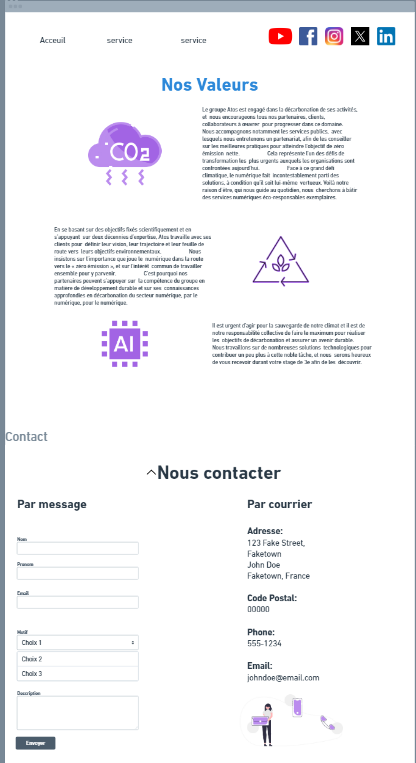 Acceuil service service
Nos Valeurs
Le groupe Atos est engagé dans la décarbonation de ses activités,
et nous encourageons tous nos partenaires, clients,
collaborateurs à œuvrer pour progresser dans ce domaine.
Nous accompagnons notamment les services publics, avec
lesquels nous entretenons un partenariat, afin de les conseiller
sur les meilleures pratiques pour atteindre l'objectif de zéro
émission nette. Cela représente l'un des défis de
transformation les plus urgents auxquels les organisations sont
confrontées aujourd'hui. Face à ce grand défi
climatique, le numérique fait incontestablement parti des
solutions, à condition qu'il soit lui-même vertueux. Voilà notre
raison d'être, qui nous guide au quotidien, nous cherchons à bâtir
des services numériques éco-responsables exemplaires.
CO2
En se basant sur des objectifs fixés scientifiquement et en
s'appuyant sur deux décennies d'expertise, Atos travaille avec ses
clients pour définir leur vision, leur trajectoire et leur feuille de
route vers leurs objectifs environnementaux. Nous
insistons sur l'importance que joue le numérique dans la route
vers le « zéro émission », et sur l'intérêt commun de travailler
ensemble pour y parvenir. C'est pourquoi nos
partenaires peuvent s'appuyer sur la compétence de groupe en
matière de développement durable et sur ses connaissances
approfondies en décarbonation du secteur numérique, par le
numérique, pour le numérique.
AI
Il est urgent d'agir pour la sauvegarde de notre climat et il est de
notre responsabilité collective de faire le maximum pour réaliser
les objectifs de décarbonation et assurer un avenir durable.
Nous travaillons sur de nombreuses solutions technologiques pour
contribuer un peu plus à cette noble tâche, et nous serons heureux
de vous recevoir durant votre stage de 3e afin de les découvrir.
Contact
Nous contacter
Par message
Nom
Prenom
Email
Motif
Choix 1
Choix 2
Choix 3
Description
Envoyer
Par courrier
Adresse:
123 Fake Street,
Faketown
John Doe
Faketown, France
Code Postal:
00000
Phone:
555-1234
Email:
johndoe@email.com